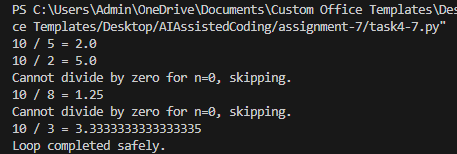 PS C:\Users\Admin\OneDrive\Documents\Custom Office Templates\Des
ce Templates/Desktop/AIAssistedCoding/assignment-7/task4-7.py"
10 / 5 = 2.0
10 / 2 = 5.0
Cannot divide by zero for n=0, skipping.
10 / 8 = 1.25
Cannot divide by zero for n=0, skipping.
10 / 3 = 3.3333333333333335
Loop completed safely.